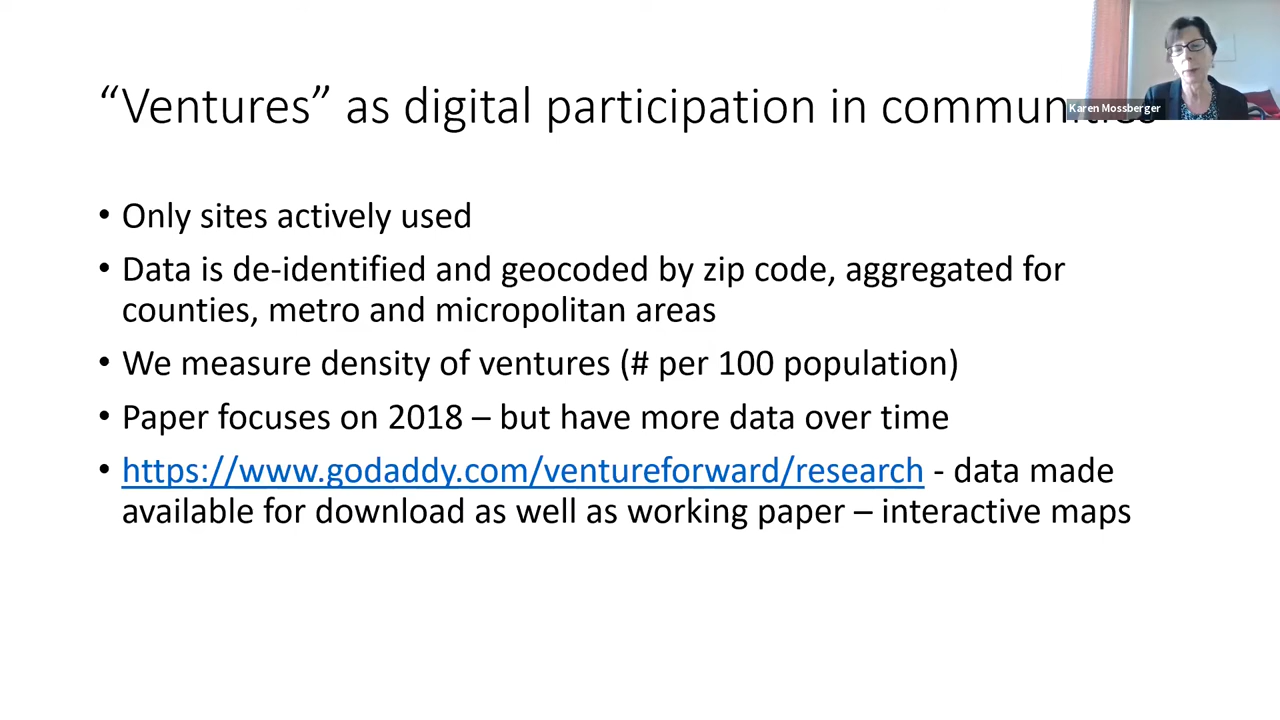 “Ventures” as digital participation in
Karen Mossberger
• Only sites actively used
• Data is de-identified and geocoded by zip code, aggregated for
counties, metro and micropolitan areas
• We measure density of ventures (# per 100 population)
• Paper focuses on 2018 – but have more data over time
• https://www.godaddy.com/ventureforward/research - data made
available for download as well as working paper – interactive maps